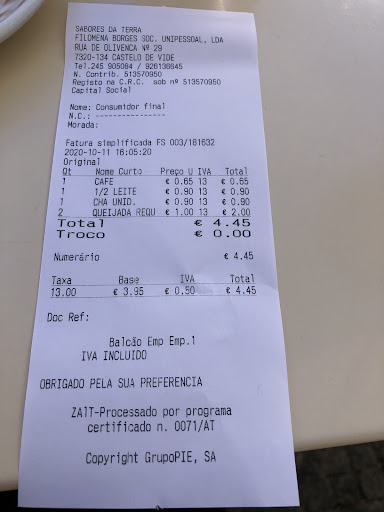 SABORES DA TERRA
FILOMENA BORGES SOC. UNIPESSOAL, LDA
RUA DE OLIVENCA Nº 29
7320-134 CASTELO DE VIDE
Tel.245 905084 / 926136645
N. Contrib. 513570950
Registo na C.R.C. sob nº 513570950
Capital Social
Nome: Consumidor final
N.C.: ---------------
Morada:
Fatura simplificada FS 003/181632
2020-10-11 16:05:20
Original
Qt Nome Curto Preço U IVA Total
1 CAFE € 0.65 13 € 0.65
1 1/2 LEITE € 0.90 13 € 0.90
1 CHA UNID. € 0.90 13 € 0.90
2 QUEIJADA REQU € 1.00 13 € 2.00
Total € 4.45
Troco € 0.00
Numerário € 4.45
Taxa Base IVA Total
13.00 € 3.95 € 0.50 € 4.45
Doc Ref:
Balcão Emp Emp.1
IVA INCLUIDO
OBRIGADO PELA SUA PREFERENCIA
ZA1T-Processado por programa
certificado n. 0071/AT
Copyright GrupoPIE, SA